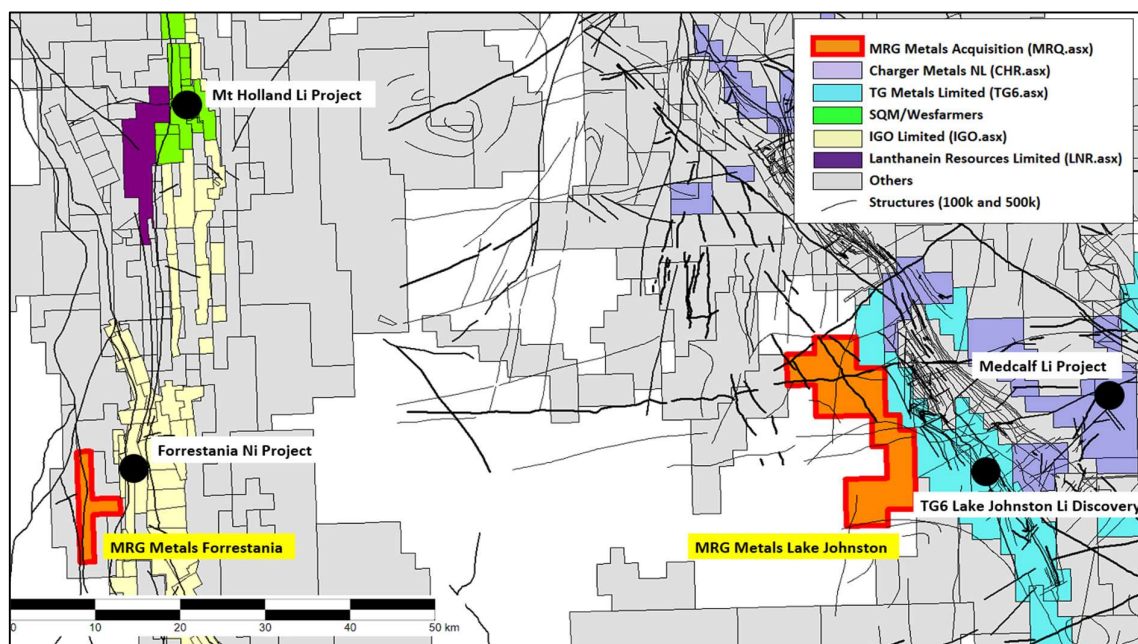 MRG Metals Acquisition (MRQ.asx)
Charger Metals NL (CHR.asx)
TG Metals Limited (TG6.asx)
SQM/Wesfarmers
IGO Limited (IGO.asx)
Lanthanein Resources Limited (LNR.asx)
Others
Structures (100k and 500k)
Mt Holland Li Project
Medcalf Li Project
Forrestania Ni Project
TG6 Lake Johnston Li Discovery
MRG Metals Forrestania
MRG Metals Lake Johnston
0 10 20 30 40 50 km